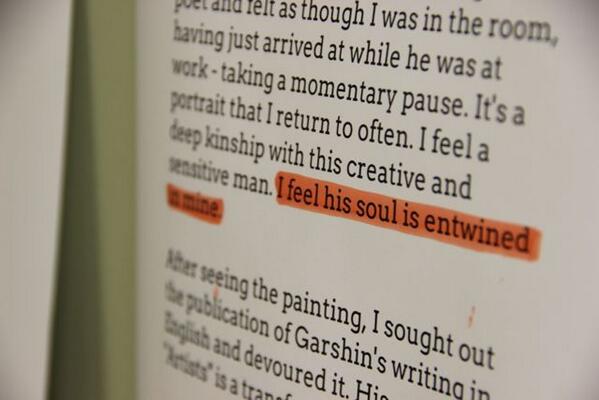 poet and felt as though I was in the room,
having just arrived at while he was at
work - taking a momentary pause. It's a
portrait that I return to often. I feel a
deep kinship with this creative and
sensitive man. I feel his soul is entwined
in mine.
After seeing the painting, I sought out
the publication of Garshin's writing in
English and devoured it. His
"Artists" is a